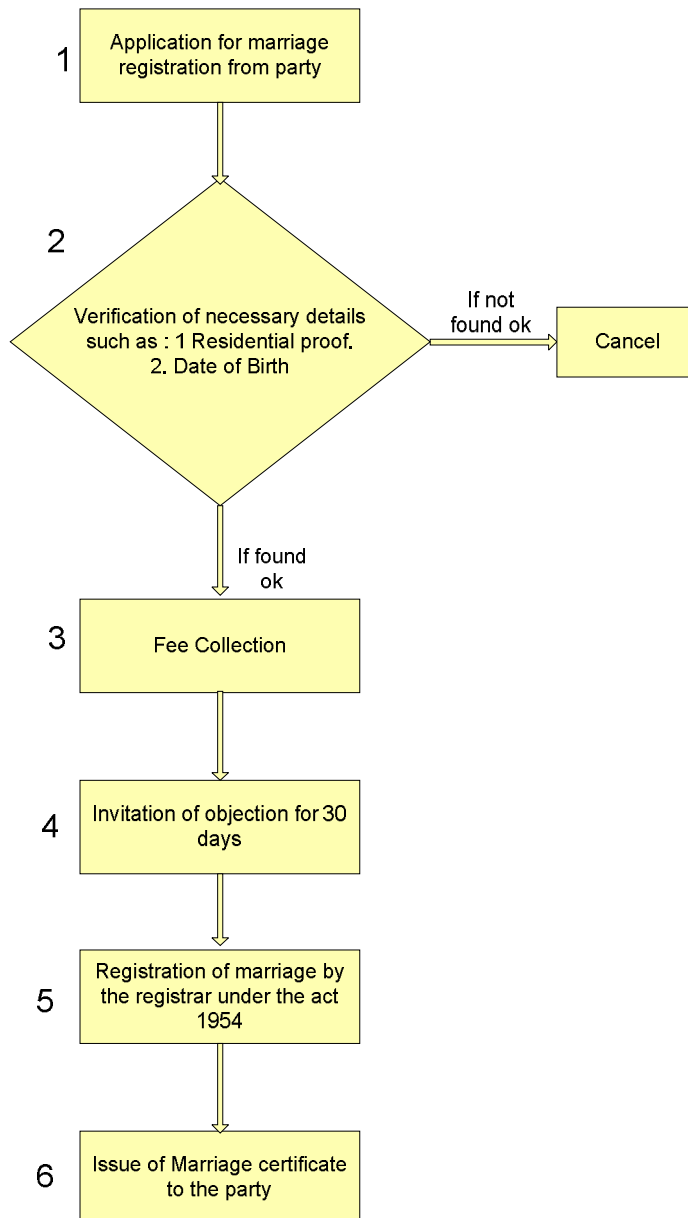 1
Application for marriage
registration from party
2
Verification of necessary details
such as : 1 Residential proof.
2. Date of Birth
If not
found ok
Cancel
If found
ok
3
Fee Collection
4
Invitation of objection for 30
days
5
Registration of marriage by
the registrar under the act
1954
6
Issue of Marriage certificate
to the party